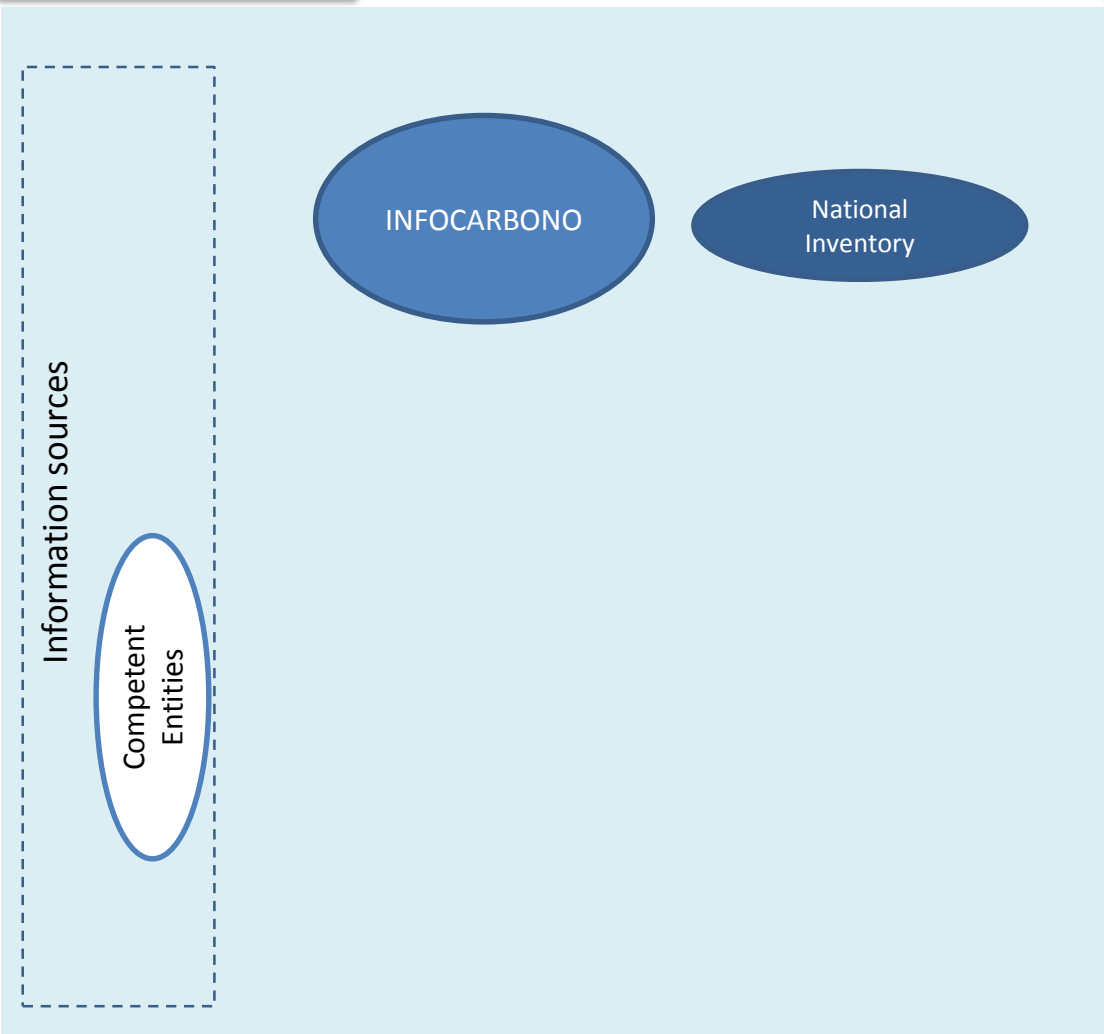 Information sources
Competent
Entities
INFOCARBONO
National
Inventory